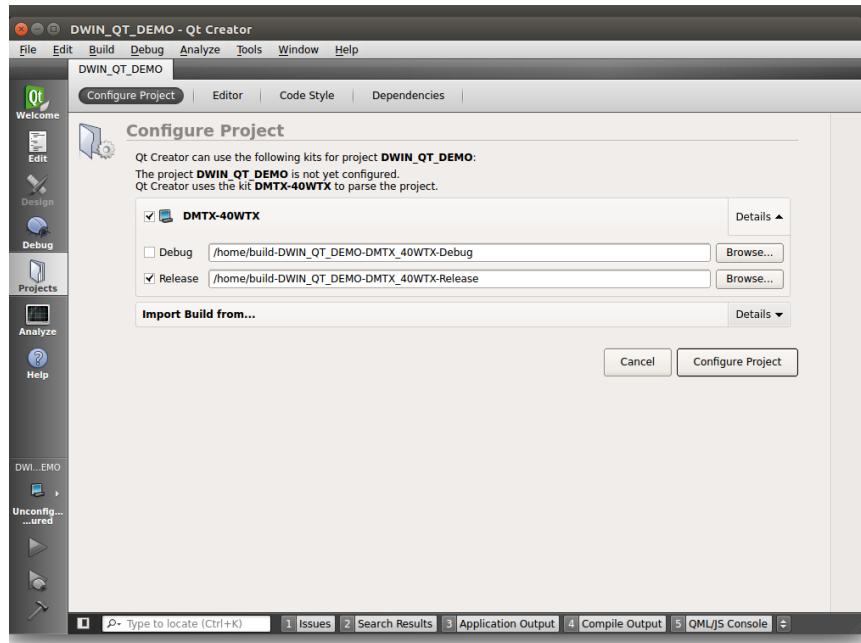 DWIN_QT_DEMO - Qt Creator
File Edit Build Debug Analyze Tools Window Help
DWIN_QT_DEMO
Configure Project Editor Code Style Dependencies
Qt
Welcome
Edit
Design
Debug
Projects
Analyze
Help
Configure Project
Qt Creator can use the following kits for project DWIN_QT_DEMO:
The project DWIN_QT_DEMO is not yet configured.
Qt Creator uses the kit DMTX-40WTX to parse the project.
DMTX-40WTX Details
Debug /home/build-DWIN_QT_DEMO-DMTX_40WTX-Debug Browse...
Release /home/build-DWIN_QT_DEMO-DMTX_40WTX-Release Browse...
Import Build from... Details
Cancel Configure Project
DWI...EMO
Unconfig...
...ured
Type to locate (Ctrl+K) 1 Issues 2 Search Results 3 Application Output 4 Compile Output 5 QML/JS Console